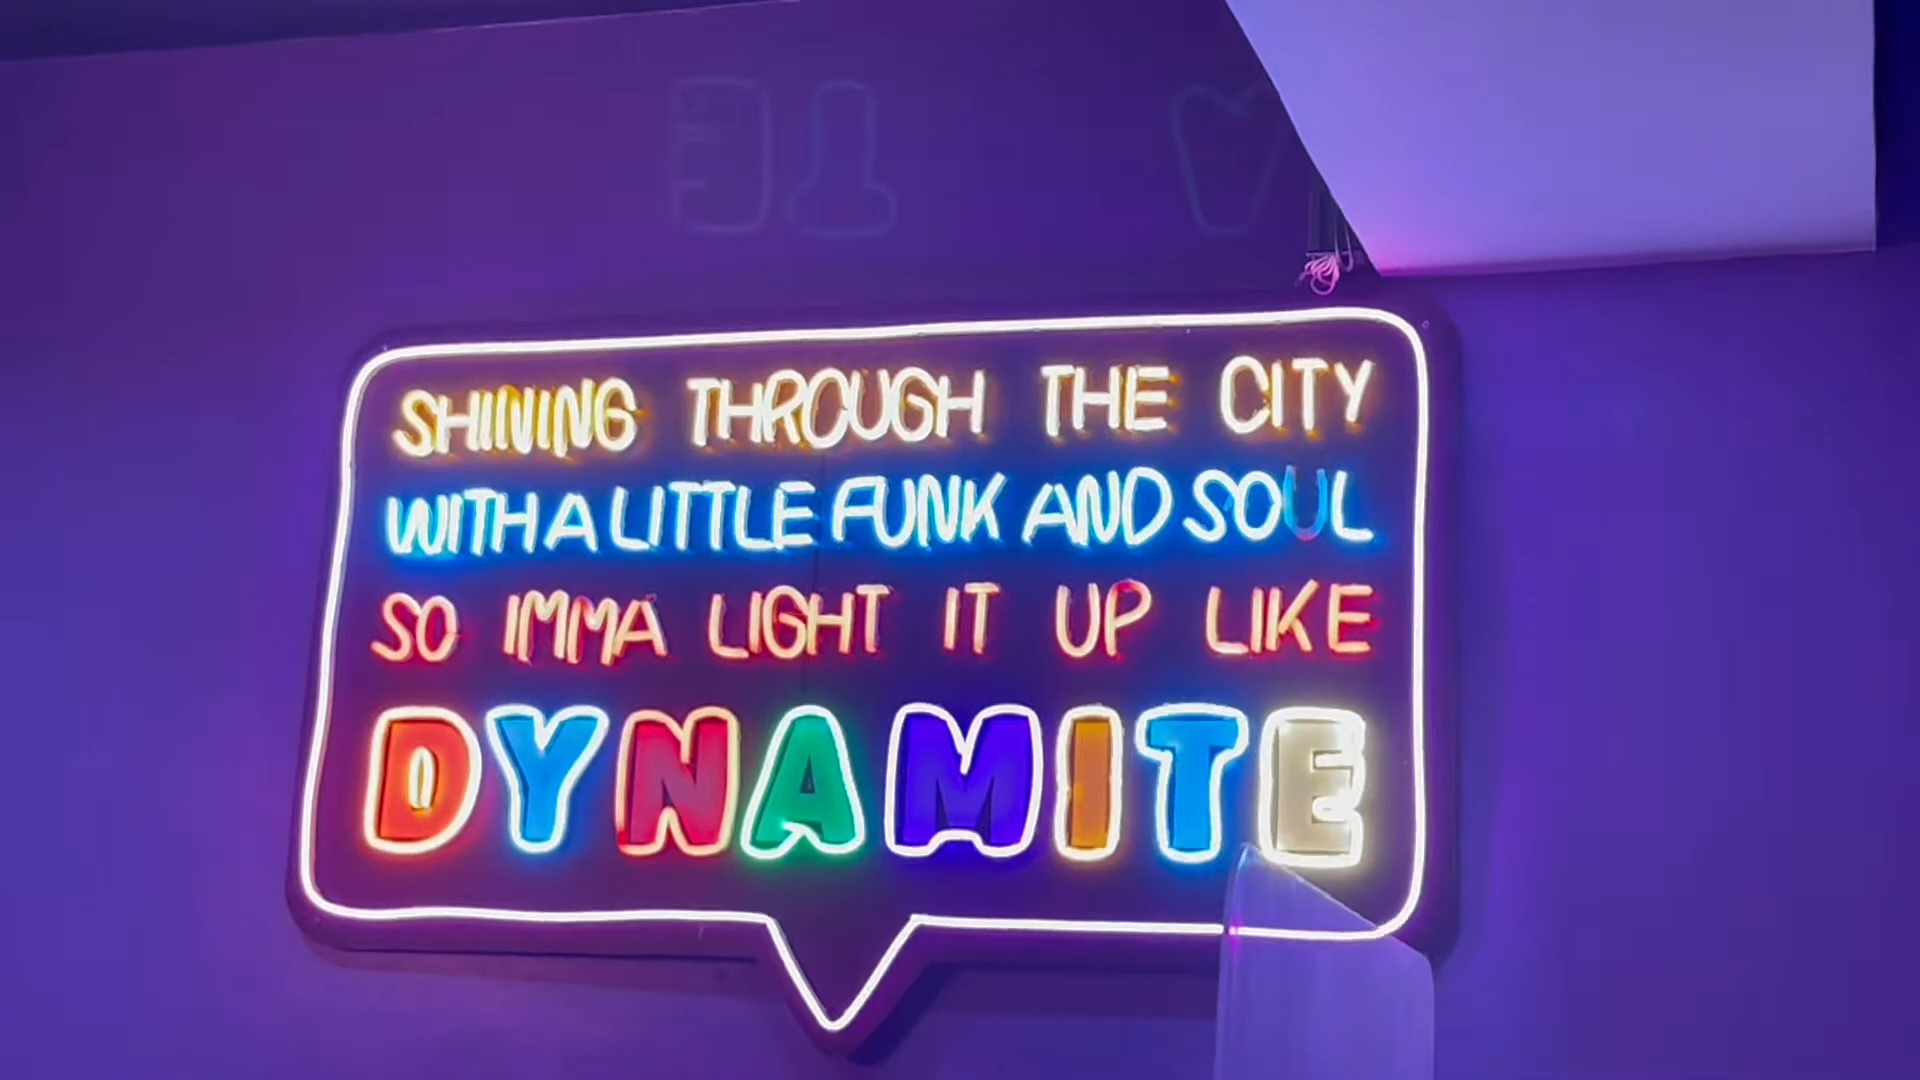 SHINING THROUGH THE CITY
WITH A LITTLE FUNK AND SOUL
SO IMMA LIGHT IT UP LIKE
DYNAMITE